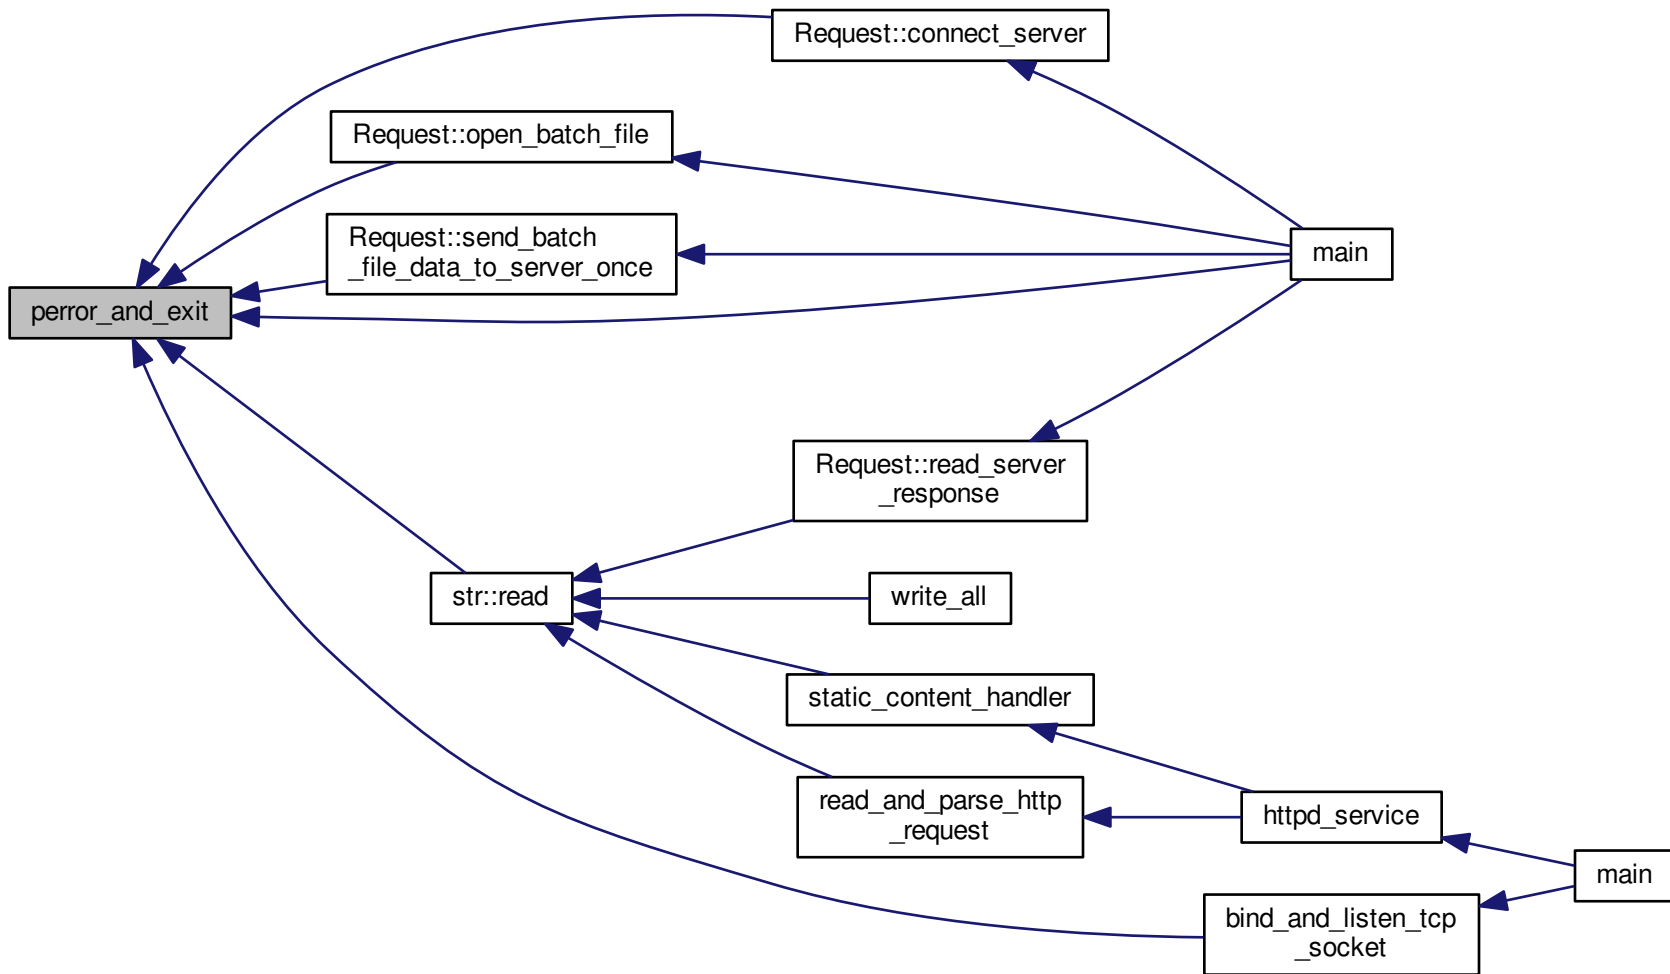 Request::connect_server
Request::open_batch_file
Request::send_batch
_file_data_to_server_once
main
perror_and_exit
Request::read_server
_response
str::read
write_all
static_content_handler
read_and_parse_http
_request
httpd_service
main
bind_and_listen_tcp
_socket